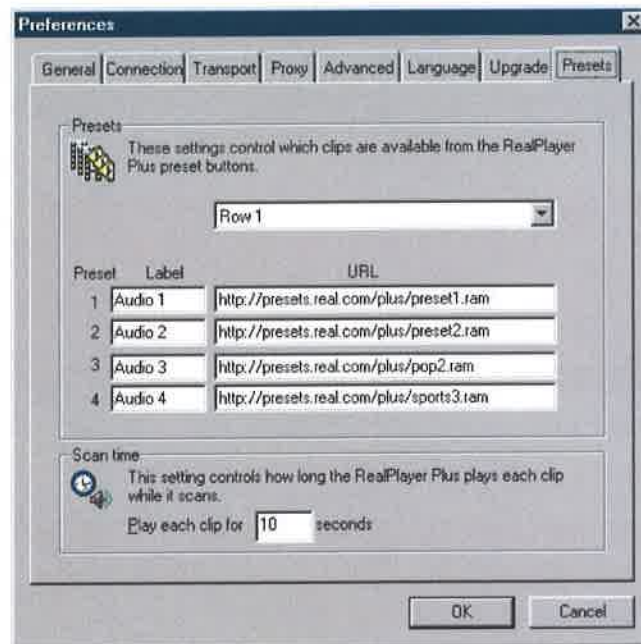 Preferences
General Connection Transport Proxy Advanced Language Upgrade Presets
Presets
These settings control which clips are available from the RealPlayer
Plus preset buttons.
Row 1
Preset Label URL
1 Audio 1 http://presets.real.com/plus/preset1.ram
2 Audio 2 http://presets.real.com/plus/preset2.ram
3 Audio 3 http://presets.real.com/plus/pop2.ram
4 Audio 4 http://presets.real.com/plus/sports3.ram
Scan time
This setting controls how long the RealPlayer Plus plays each clip
while it scans.
Play each clip for 10 seconds
OK Cancel